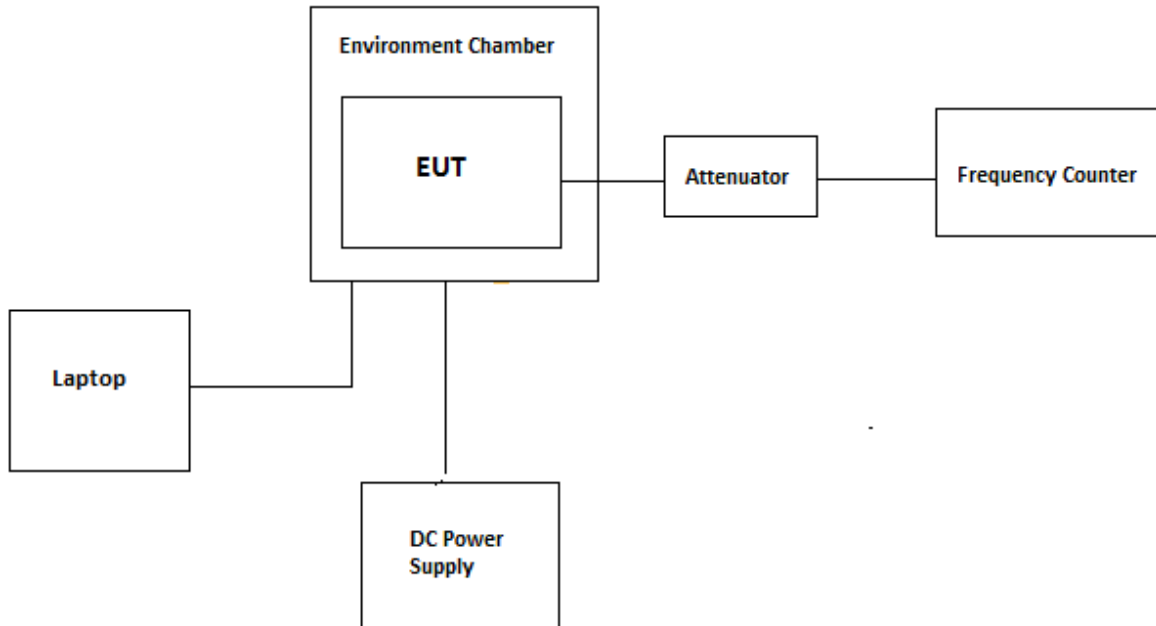 Environment Chamber
EUT
Attenuator
Frequency Counter
Laptop
DC Power
Supply